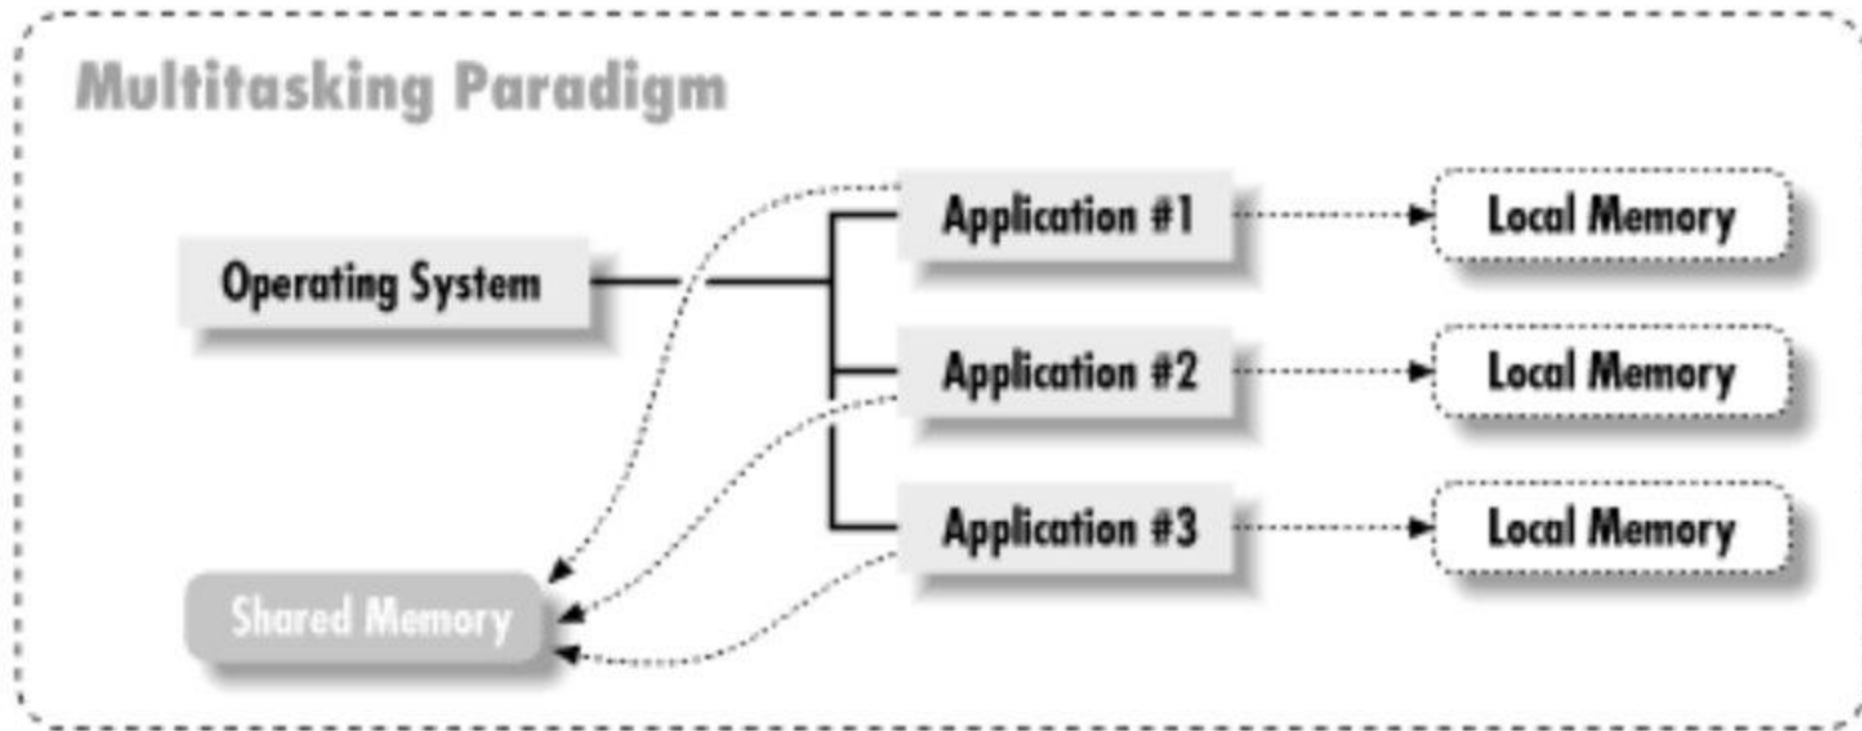 Multitasking Paradigm
Application #1
Local Memory
Operating System
Application #2
Local Memory
Application #3
Local Memory
Shared Memory